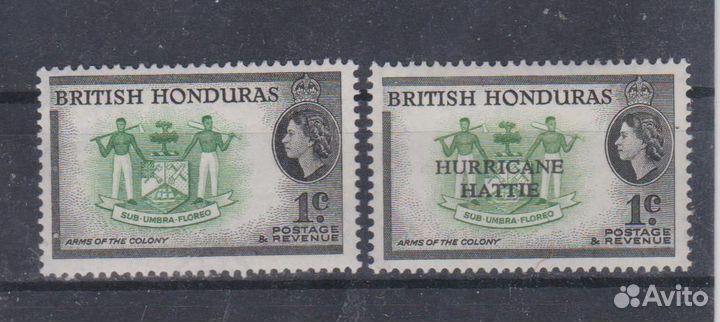 BRITISH HONDURAS
SUB·UMBRA·FLOREO
1c
ARMS OF THE COLONY
POSTAGE
& REVENUE
BRITISH HONDURAS
HURRICANE
HATTIE
SUB·UMBRA·FLOREO
1c
ARMS OF THE COLONY
POSTAGE
& REVENUE
Avito